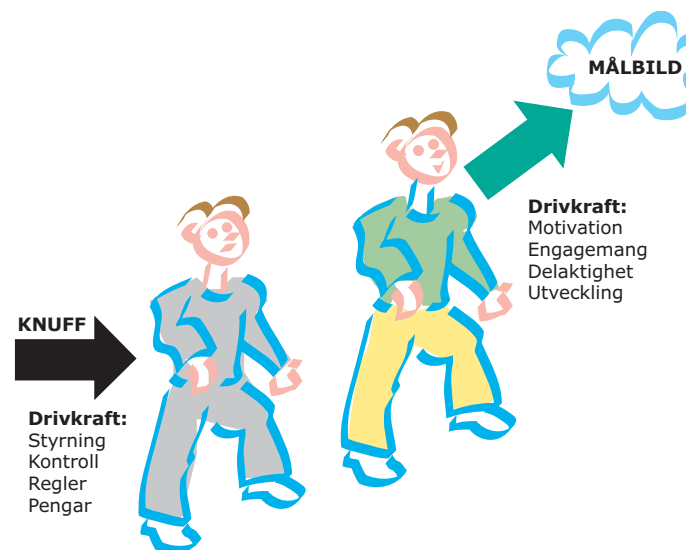 MÅLBILD
Drivkraft:
Motivation
Engagemang
Delaktighet
Utveckling
KNUFF
Drivkraft:
Styrning
Kontroll
Regler
Pengar